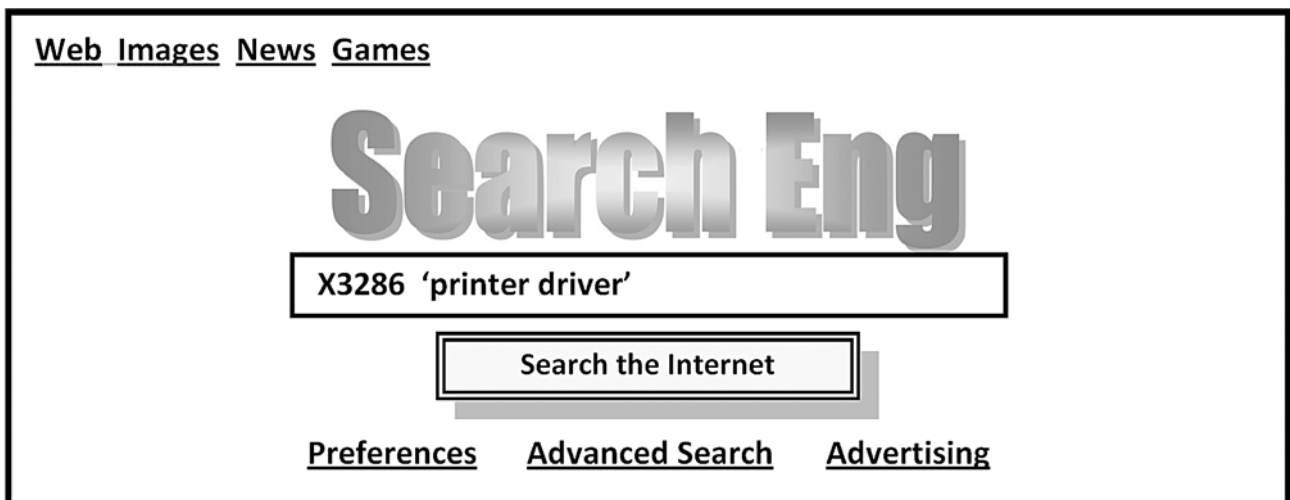 Web Images News Games
Search Eng
X3286 ‘printer driver’
Search the Internet
Preferences Advanced Search Advertising